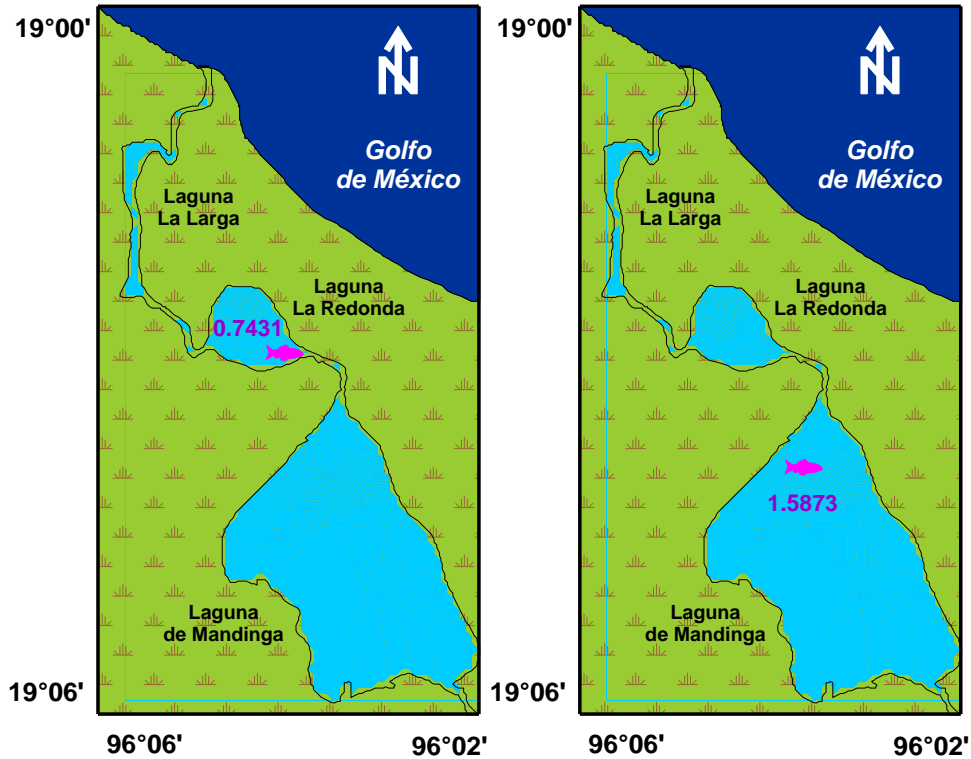 19°00'
N
Golfo
de México
Laguna
La Larga
Laguna
La Redonda
0.7431
Laguna
de Mandinga
19°06'
96°06'
96°02'
19°00'
N
Golfo
de México
Laguna
La Larga
Laguna
La Redonda
1.5873
Laguna
de Mandinga
19°06'
96°06'
96°02'